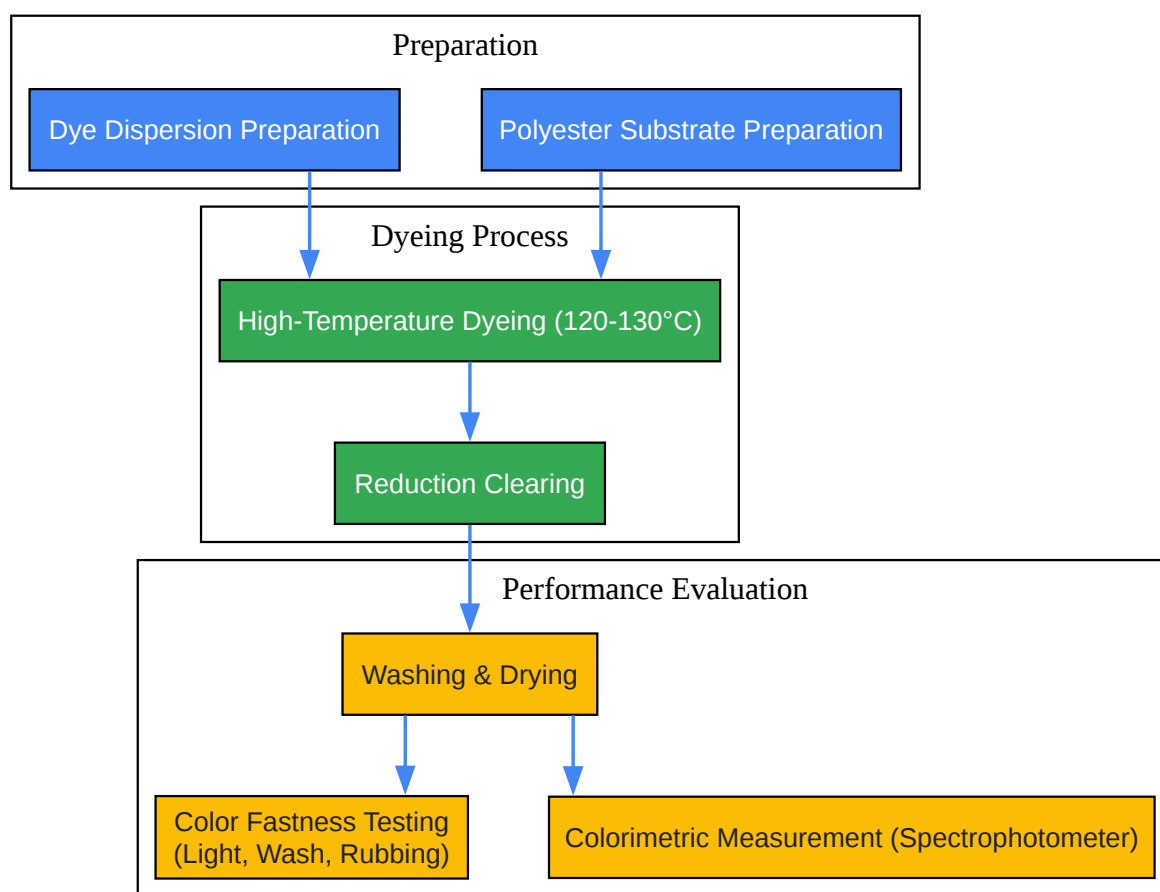 Preparation
Dye Dispersion Preparation
Polyester Substrate Preparation
Dyeing Process
High-Temperature Dyeing (120-130°C)
Reduction Clearing
Performance Evaluation
Washing & Drying
Color Fastness Testing
(Light, Wash, Rubbing)
Colorimetric Measurement (Spectrophotometer)